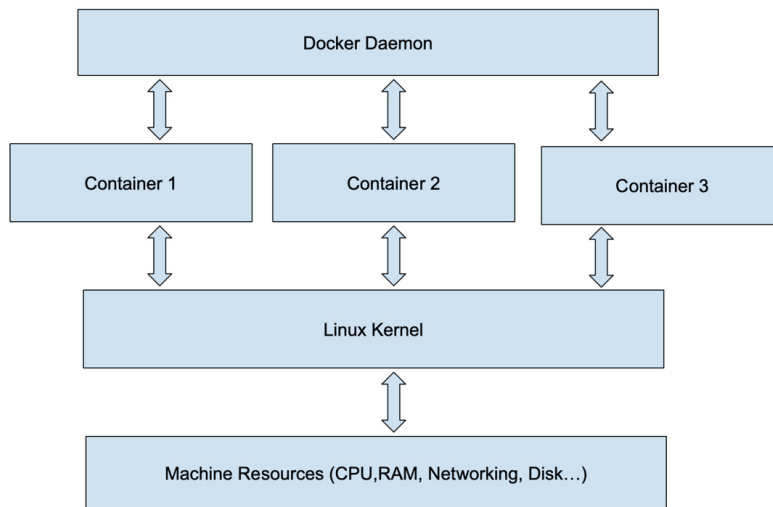 Docker Daemon
Container 1
Container 2
Container 3
Linux Kernel
Machine Resources (CPU,RAM, Networking, Disk…)